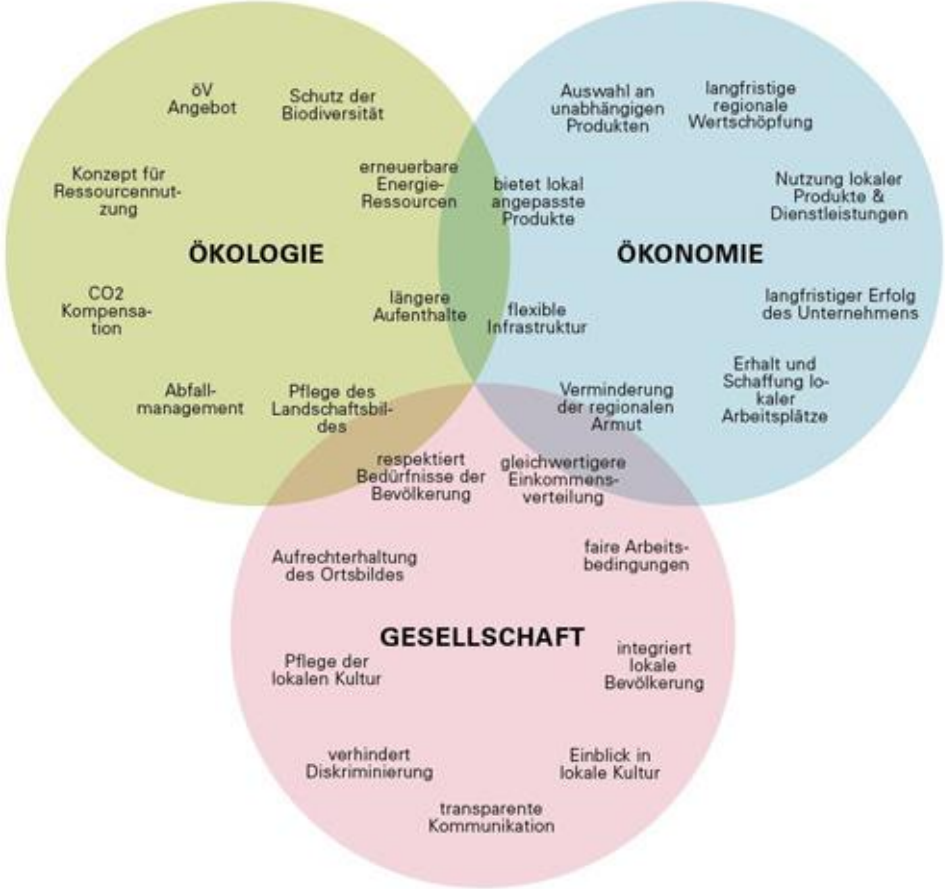 öV
Angebot
Schutz der
Biodiversität
Konzept für
Ressourcennut-
zung
erneuerbare
Energie-
Ressourcen
ÖKOLOGIE
CO2
Kompensa-
tion
längere
Aufenthalte
Abfall-
management
Pflege des
Landschaftsbil-
des
Auswahl an
unabhängigen
Produkten
langfristige
regionale
Wertschöpfung
bietet lokal
angepasste
Produkte
Nutzung lokaler
Produkte &
Dienstleistungen
ÖKONOMIE
flexible
Infrastruktur
langfristiger Erfolg
des Unternehmens
Verminderung
der regionalen
Armut
Erhalt und
Schaffung lo-
kaler
Arbeitsplätze
respektiert
Bedürfnisse der
Bevölkerung
gleichwertigere
Einkommens-
verteilung
Aufrechterhaltung
des Ortsbildes
faire Arbeits-
bedingungen
GESELLSCHAFT
Pflege der
lokalen Kultur
integriert
lokale
Bevölkerung
verhindert
Diskriminierung
Einblick in
lokale Kultur
transparente
Kommunikation